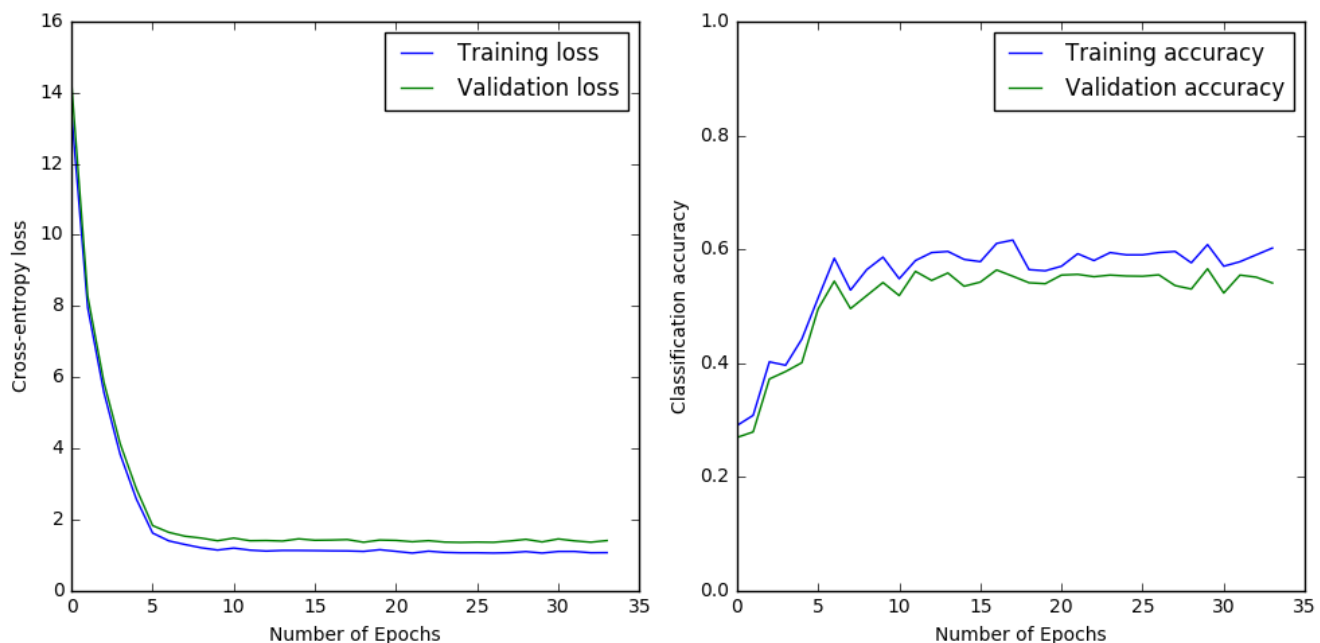 16
14
12
10
8
6
4
2
0
0 5 10 15 20 25 30 35
Cross-entropy loss
Number of Epochs
Training loss
Validation loss
1.0
0.8
0.6
0.4
0.2
0.0
0 5 10 15 20 25 30 35
Classification accuracy
Number of Epochs
Training accuracy
Validation accuracy